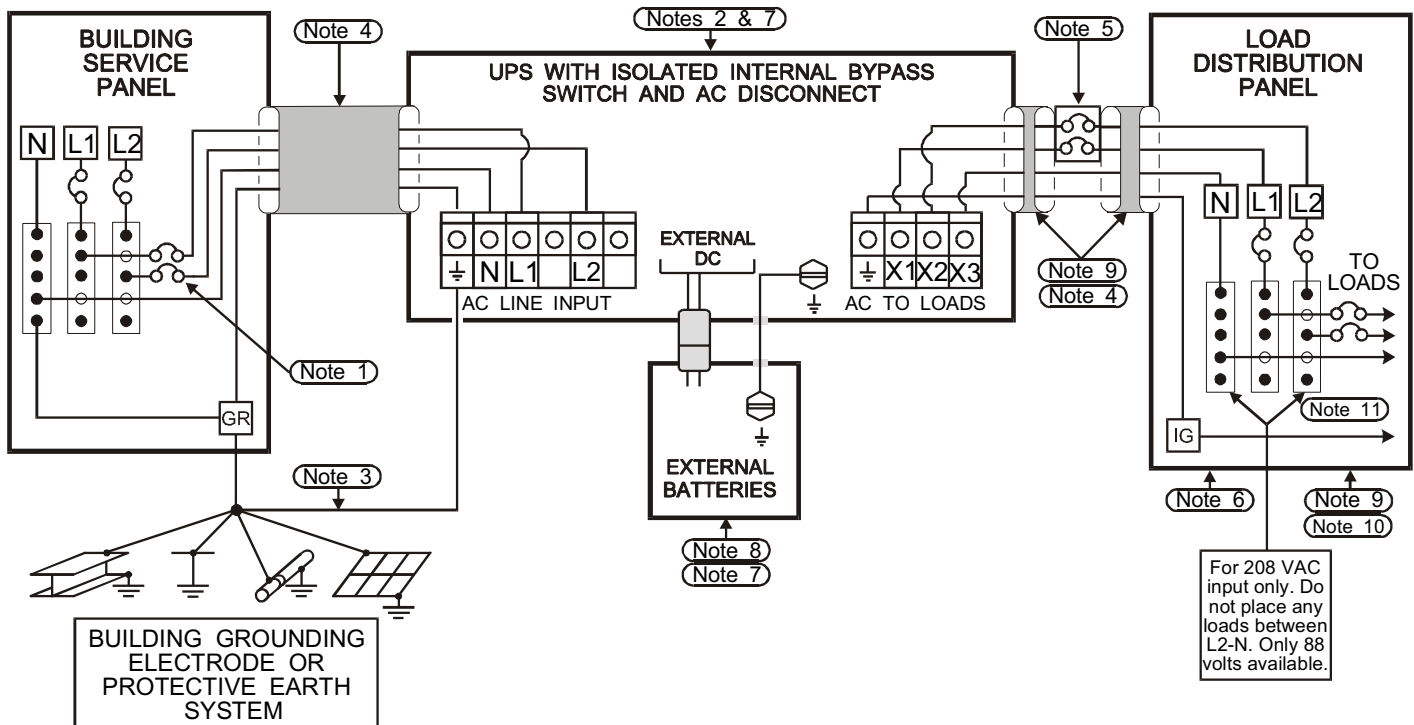 Notes 2 & 7
BUILDING
SERVICE
PANEL
Note 4
UPS WITH ISOLATED INTERNAL BYPASS
SWITCH AND AC DISCONNECT
Note 5
LOAD
DISTRIBUTION
PANEL
N L1 L2
N L1 L2
EXTERNAL
DC
N L1 L2
AC LINE INPUT
X1 X2 X3
AC TO LOADS
Note 9
Note 4
TO
LOADS
Note 1
GR
Note 11
IG
EXTERNAL
BATTERIES
Note 3
Note 6
Note 9
Note 10
Note 8
Note 7
For 208 VAC
input only. Do
not place any
loads between
L2-N. Only 88
volts available.
BUILDING GROUNDING
ELECTRODE OR
PROTECTIVE EARTH
SYSTEM